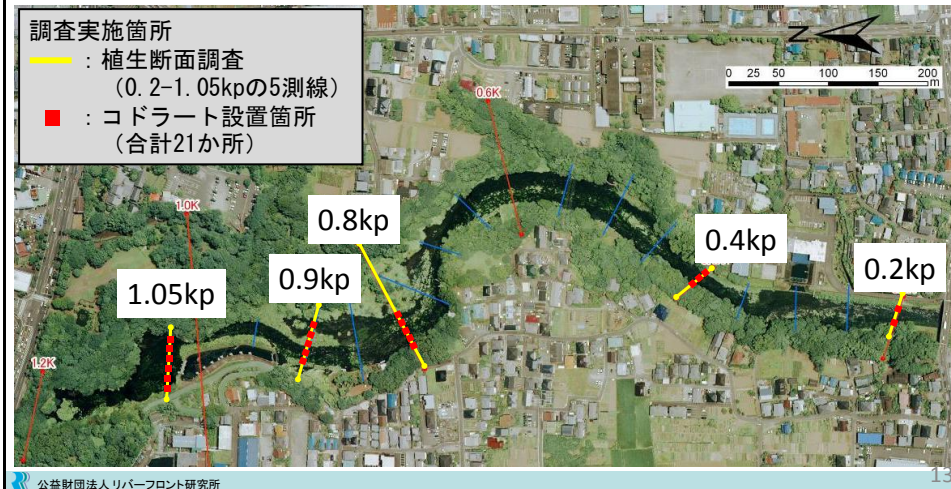 調査実施箇所
：植生断面調査
（0.2-1.05kpの5測線）
：コドラート設置箇所
（合計21か所）
N
0 25 50 100 150 200
m
0.6K
1.0K
0.8kp
0.4kp
0.9kp
0.2kp
1.05kp
1.2K
公益財団法人リバーフロント研究所
13